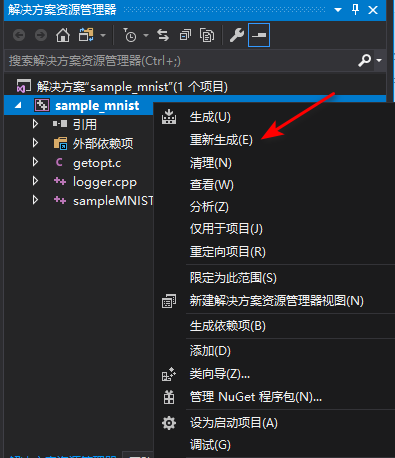 解决方案资源管理器
搜索解决方案资源管理器(Ctrl+;)
解决方案"sample_mnist"(1 个项目)
sample_mnist
引用
外部依赖项
getopt.c
logger.cpp
sampleMNIST
生成(U)
重新生成(E)
清理(N)
查看(W)
分析(Z)
仅用于项目(J)
重定向项目(R)
限定为此范围(S)
新建解决方案资源管理器视图(N)
生成依赖项(B)
添加(D)
类向导(Z)...
管理 NuGet 程序包(N)...
设为启动项目(A)
调试(G)